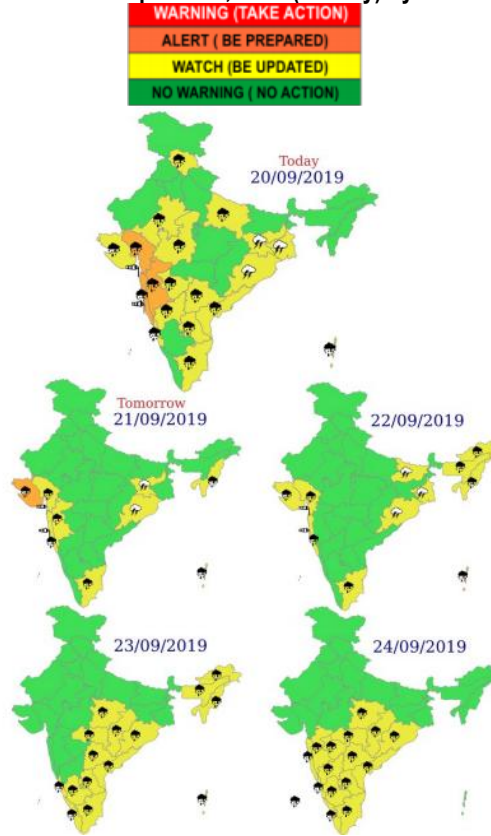 WARNING (TAKE ACTION)
ALERT ( BE PREPARED)
WATCH (BE UPDATED)
NO WARNING ( NO ACTION)
Today
20/09/2019
Tomorrow
21/09/2019
22/09/2019
23/09/2019
24/09/2019